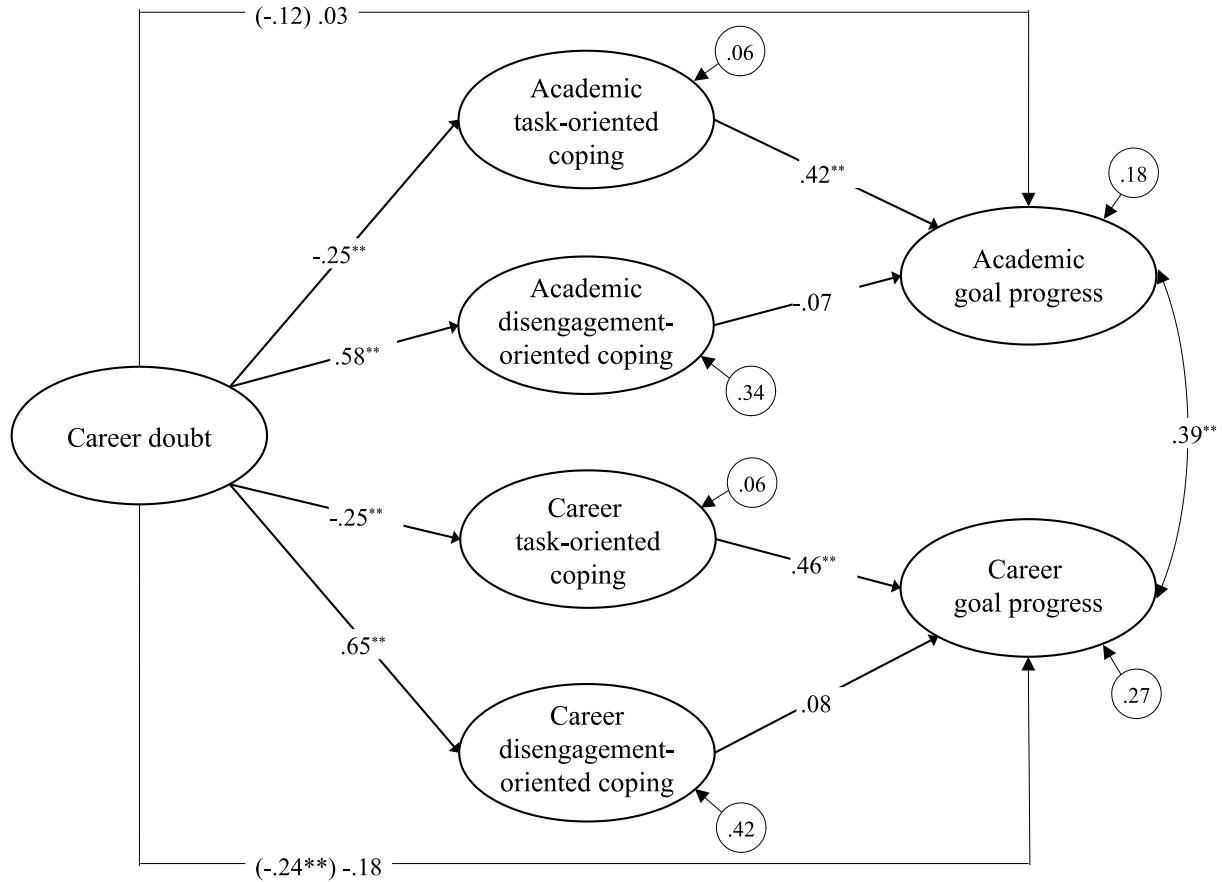 (-.12) .03
.06
Academic
task-oriented
coping
.42**
.18
-.25**
Academic
goal progress
Academic
disengagement-
oriented coping
-.07
.58**
.34
Career doubt
.39**
.06
Career
task-oriented
coping
-.25**
.46**
Career
goal progress
.65**
.27
.08
Career
disengagement-
oriented coping
.42
(-.24**) -.18